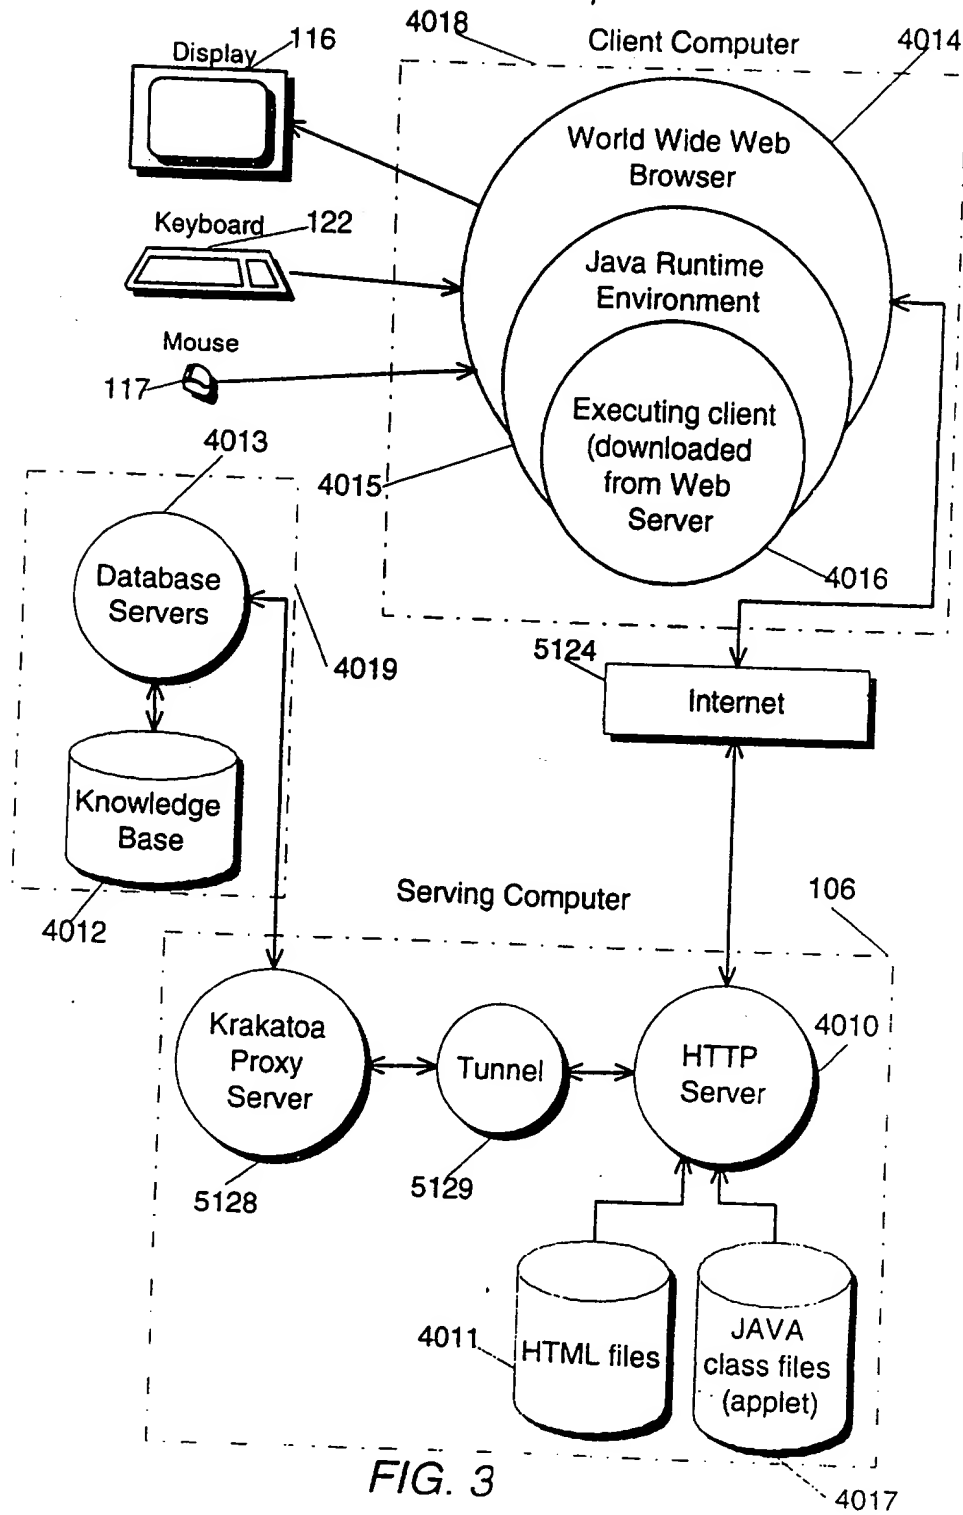 4018
Client Computer
4014
Display
116
World Wide Web
Browser
Keyboard
122
Java Runtime
Environment
Mouse
117
Executing client
(downloaded
from Web
Server
4015
4016
4013
Database
Servers
4019
5124
Internet
Knowledge
Base
4012
Serving Computer
106
Krakatoa
Proxy
Server
Tunnel
HTTP
Server
4010
5128
5129
4011
HTML files
JAVA
class files
(applet)
FIG. 3
4017